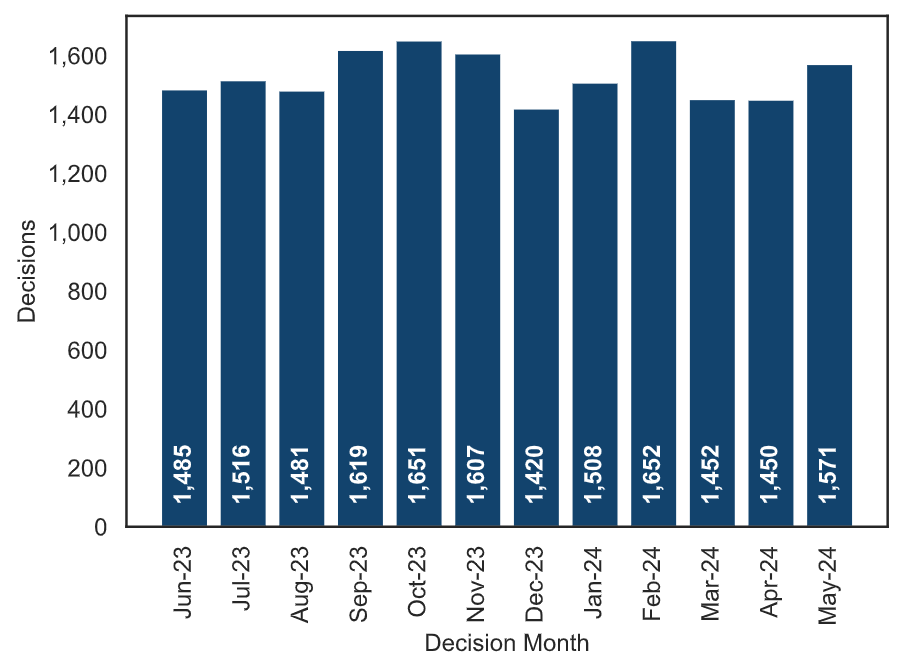 Decisions
1,600
1,400
1,200
1,000
800
600
400
200
0
1,485
1,516
1,481
1,619
1,651
1,607
1,420
1,508
1,652
1,452
1,450
1,571
Jun-23
Jul-23
Aug-23
Sep-23
Oct-23
Nov-23
Dec-23
Jan-24
Feb-24
Mar-24
Apr-24
May-24
Decision Month